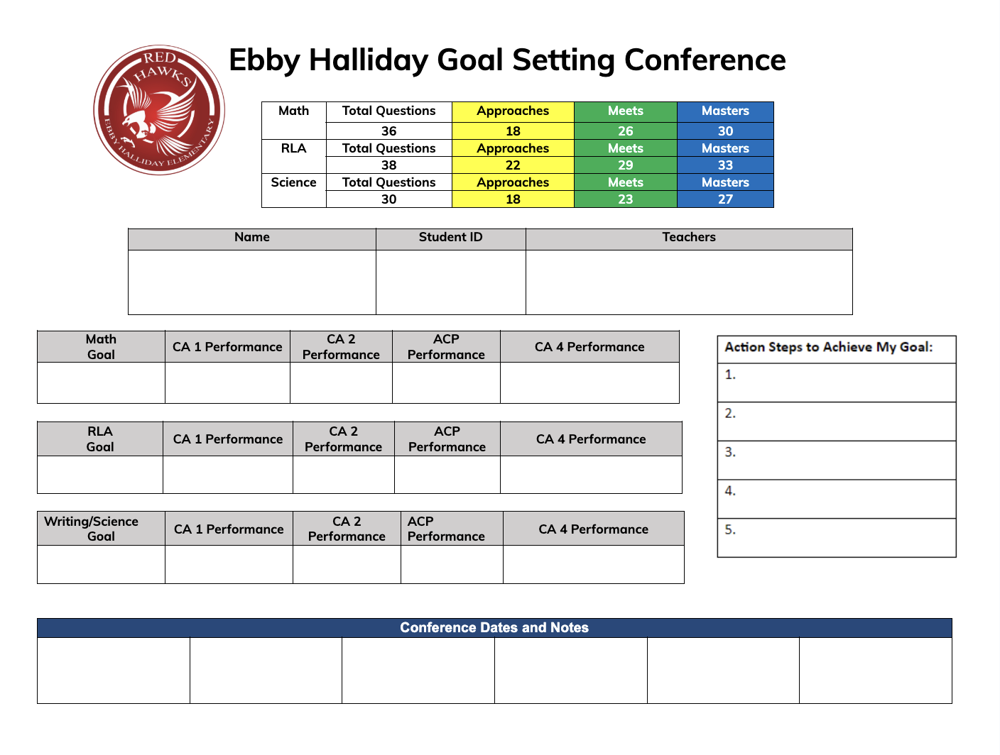 RED
HAWKS
EBBY HALLIDAY ELEMENTARY
Ebby Halliday Goal Setting Conference
Math Total Questions Approaches Meets Masters
36 18 26 30
RLA Total Questions Approaches Meets Masters
38 22 29 33
Science Total Questions Approaches Meets Masters
30 18 23 27
Name Student ID Teachers
Math
Goal
CA 1 Performance
CA 2
Performance
ACP
Performance
CA 4 Performance
RLA
Goal
CA 1 Performance
CA 2
Performance
ACP
Performance
CA 4 Performance
Writing/Science
Goal
CA 1 Performance
CA 2
Performance
ACP
Performance
CA 4 Performance
Action Steps to Achieve My Goal:
1.
2.
3.
4.
5.
Conference Dates and Notes